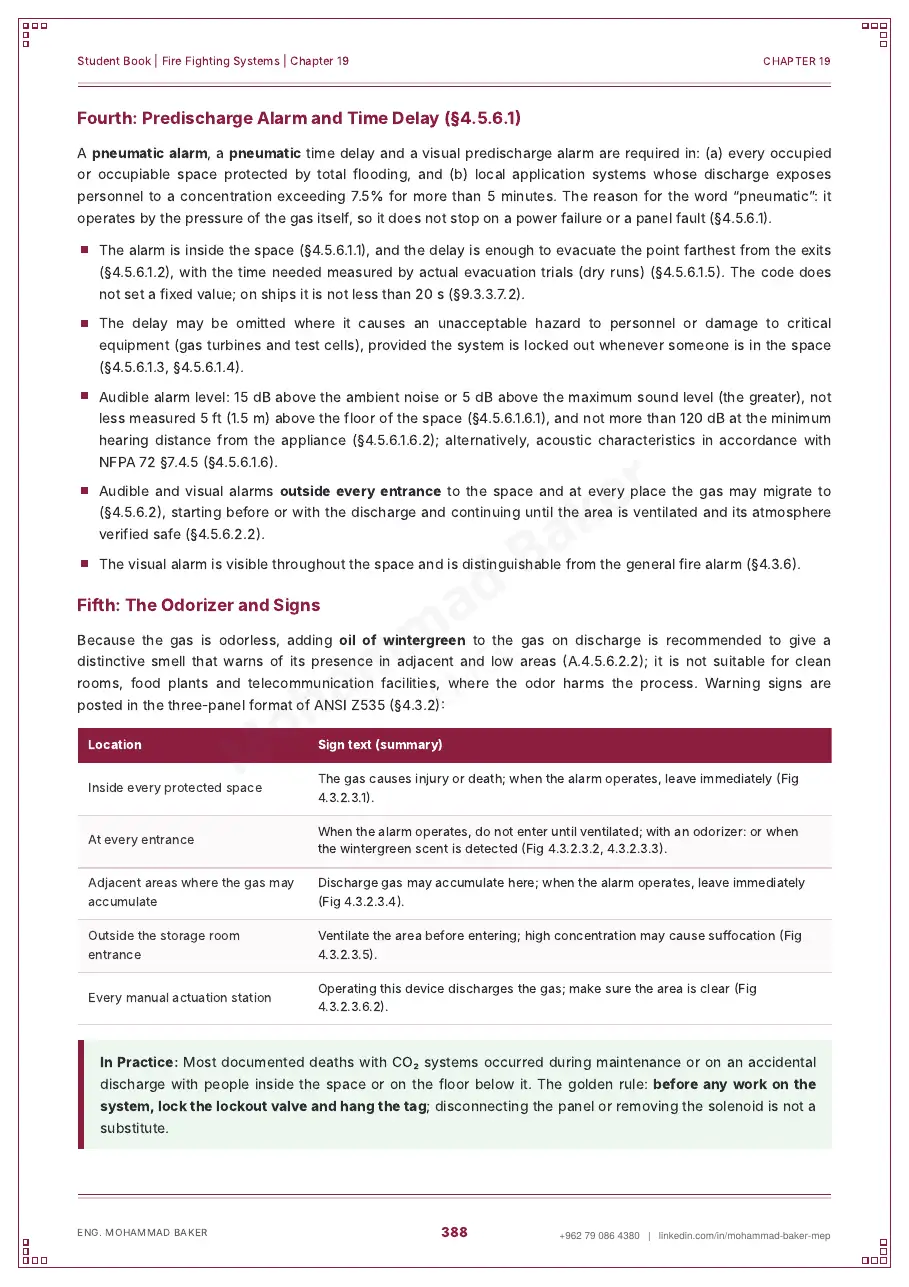 Student Book | Fire Fighting Systems | Chapter 19
CHAPTER 19
Fourth: Predischarge Alarm and Time Delay (§4.5.6.1)
A pneumatic alarm, a pneumatic time delay and a visual predischarge alarm are required in: (a) every occupied
or occupiable space protected by total flooding, and (b) local application systems whose discharge exposes
personnel to a concentration exceeding 7.5% for more than 5 minutes. The reason for the word “pneumatic”: it
operates by the pressure of the gas itself, so it does not stop on a power failure or a panel fault (§4.5.6.1).
■ The alarm is inside the space (§4.5.6.1.1), and the delay is enough to evacuate the point farthest from the exits
(§4.5.6.1.2), with the time needed measured by actual evacuation trials (dry runs) (§4.5.6.1.5). The code does
not set a fixed value; on ships it is not less than 20 s (§9.3.3.7.2).
■ The delay may be omitted where it causes an unacceptable hazard to personnel or damage to critical
equipment (gas turbines and test cells), provided the system is locked out whenever someone is in the space
(§4.5.6.1.3, §4.5.6.1.4).
■ Audible alarm level: 15 dB above the ambient noise or 5 dB above the maximum sound level (the greater), not
less measured 5 ft (1.5 m) above the floor of the space (§4.5.6.1.6.1), and not more than 120 dB at the minimum
hearing distance from the appliance (§4.5.6.1.6.2); alternatively, acoustic characteristics in accordance with
NFPA 72 §7.4.5 (§4.5.6.1.6).
■ Audible and visual alarms outside every entrance to the space and at every place the gas may migrate to
(§4.5.6.2), starting before or with the discharge and continuing until the area is ventilated and its atmosphere
verified safe (§4.5.6.2.2).
■ The visual alarm is visible throughout the space and is distinguishable from the general fire alarm (§4.3.6).
Fifth: The Odorizer and Signs
Because the gas is odorless, adding oil of wintergreen to the gas on discharge is recommended to give a
distinctive smell that warns of its presence in adjacent and low areas (A.4.5.6.2.2); it is not suitable for clean
rooms, food plants and telecommunication facilities, where the odor harms the process. Warning signs are
posted in the three-panel format of ANSI Z535 (§4.3.2):
Location
Sign text (summary)
Inside every protected space
The gas causes injury or death; when the alarm operates, leave immediately (Fig
4.3.2.3.1).
At every entrance
When the alarm operates, do not enter until ventilated; with an odorizer: or when
the wintergreen scent is detected (Fig 4.3.2.3.2, 4.3.2.3.3).
Adjacent areas where the gas may
accumulate
Discharge gas may accumulate here; when the alarm operates, leave immediately
(Fig 4.3.2.3.4).
Outside the storage room
entrance
Ventilate the area before entering; high concentration may cause suffocation (Fig
4.3.2.3.5).
Every manual actuation station
Operating this device discharges the gas; make sure the area is clear (Fig
4.3.2.3.6.2).
In Practice: Most documented deaths with CO₂ systems occurred during maintenance or on an accidental
discharge with people inside the space or on the floor below it. The golden rule: before any work on the
system, lock the lockout valve and hang the tag; disconnecting the panel or removing the solenoid is not a
substitute.
Mohammad Baker
ENG. MOHAMMAD BAKER
388
+962 79 086 4380 | linkedin.com/in/mohammad-baker-mep